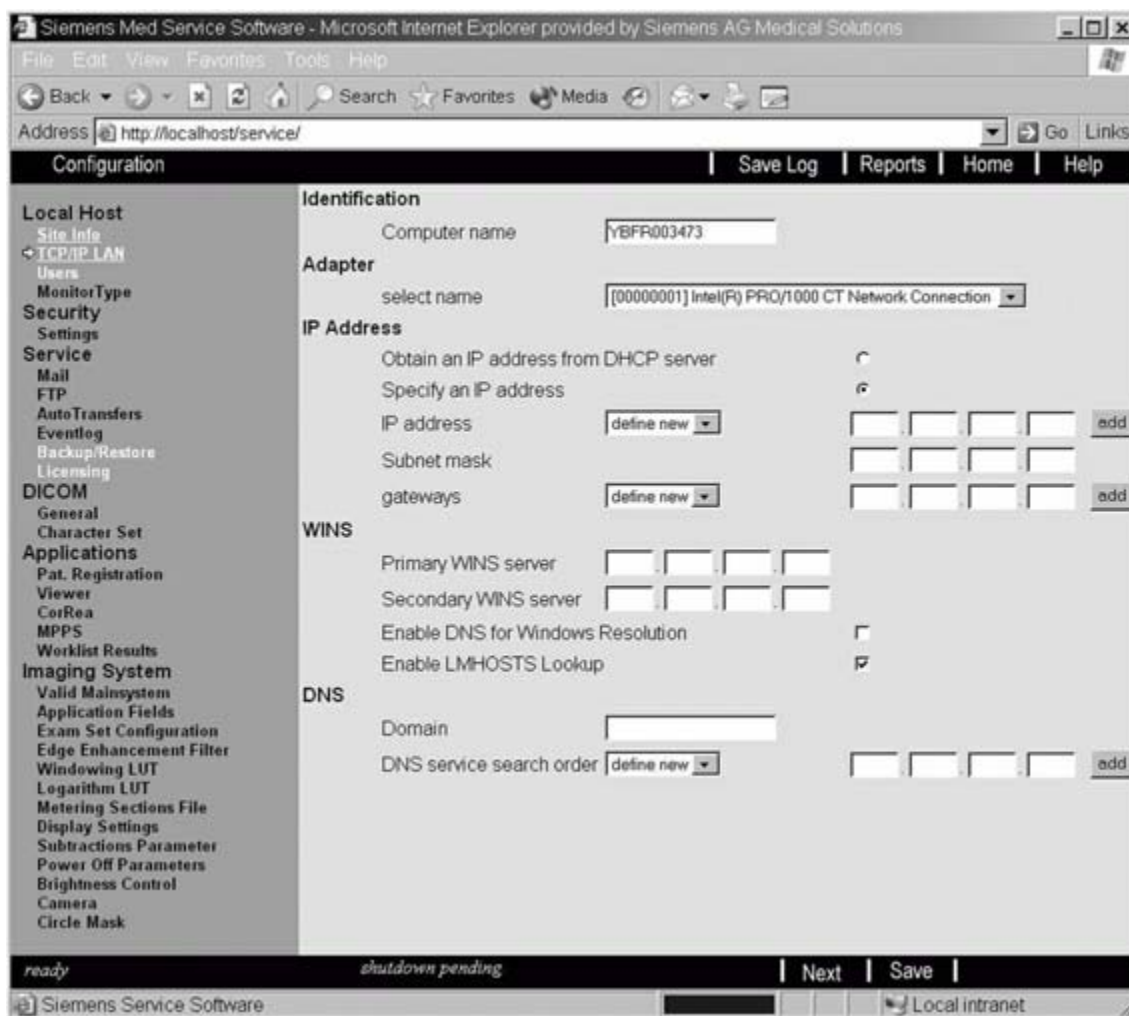 Siemens Med Service Software - Microsoft Internet Explorer provided by Siemens AG Medical Solutions
File Edit View Favorites Tools Help
Back Search Favorites Media
Address http://localhost/service/ Go Links
Configuration Save Log Reports Home Help
Local Host
Site Info
TCP/IP LAN
Users
MonitorType
Security
Settings
Service
Mail
FTP
AutoTransfers
Eventlog
Backup/Restore
Licensing
DICOM
General
Character Set
Applications
Pat. Registration
Viewer
CorRea
MPPS
Worklist Results
Imaging System
Valid Mainsystem
Application Fields
Exam Set Configuration
Edge Enhancement Filter
Windowing LUT
Logarithm LUT
Metering Sections File
Display Settings
Subtractions Parameter
Power Off Parameters
Brightness Control
Camera
Circle Mask
Identification
Computer name YBFR003473
Adapter
select name [00000001] Intel(R) PRO/1000 CT Network Connection
IP Address
Obtain an IP address from DHCP server
Specify an IP address
IP address define new . . . add
Subnet mask . . .
gateways define new . . . add
WINS
Primary WINS server . . .
Secondary WINS server . . .
Enable DNS for Windows Resolution
Enable LMHOSTS Lookup
DNS
Domain
DNS service search order define new . . . add
ready shutdown pending Next Save
Siemens Service Software Local intranet